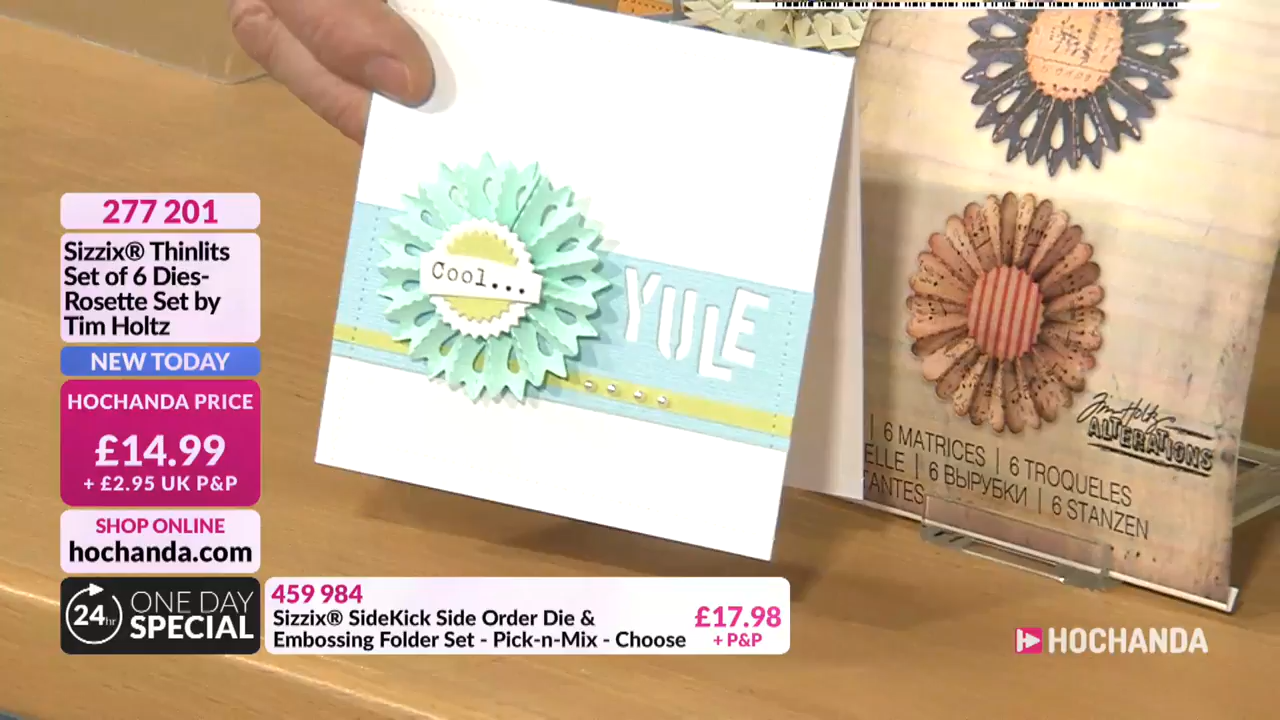 277 201
Sizzix® Thinlits
Set of 6 Dies-
Rosette Set by
Tim Holtz
NEW TODAY
HOCHANDA PRICE
£14.99
+ £2.95 UK P&P
SHOP ONLINE
hochanda.com
24hr
ONE DAY
SPECIAL
459 984
Sizzix® SideKick Side Order Die &
Embossing Folder Set - Pick-n-Mix - Choose
£17.98
+ P&P
Cool...
YULE
Tim Holtz
ALTERATIONS
| 6 MATRICES | 6 TROQUELES
ELLE | 6 ВЫРУБКИ | 6 STANZEN
TANTES
HOCHANDA